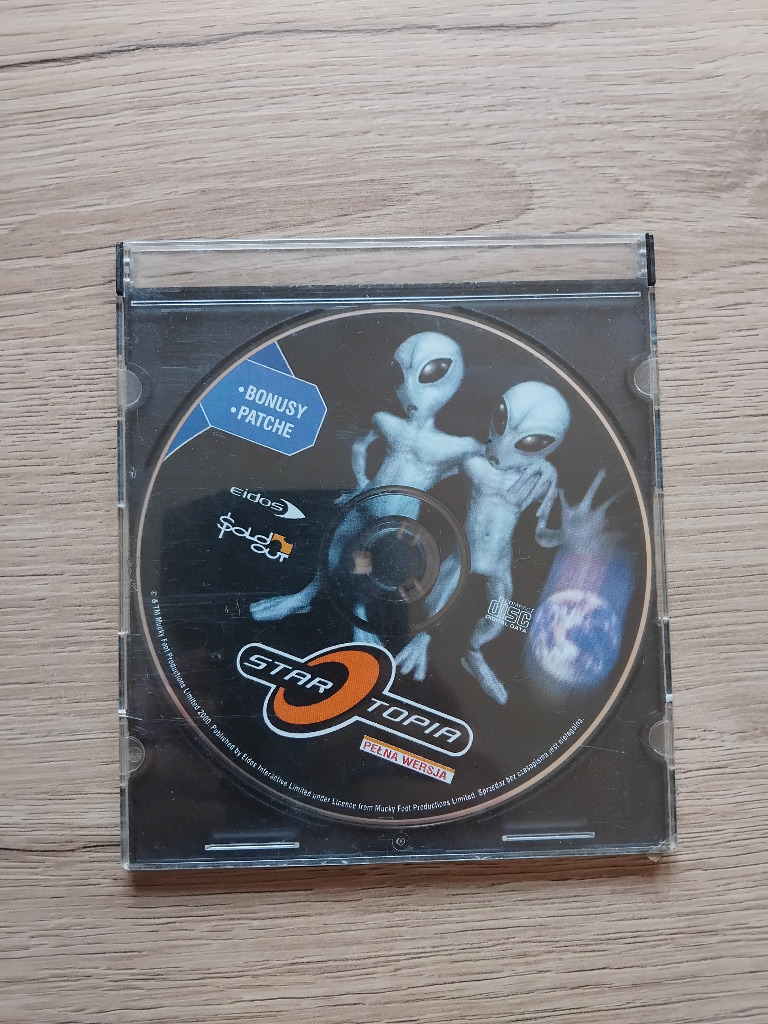 •BONUSY
•PATCHE
eidos
Sold
OUT
COMPACT
disc
DIGITAL DATA
STAR
TOPIA
PEŁNA WERSJA
© & TM Mucky Foot Productions Limited 2000. Published by Eidos Interactive Limited under Licence from Mucky Foot Productions Limited. Sprzedaż bez czasopisma jest nielegalna.